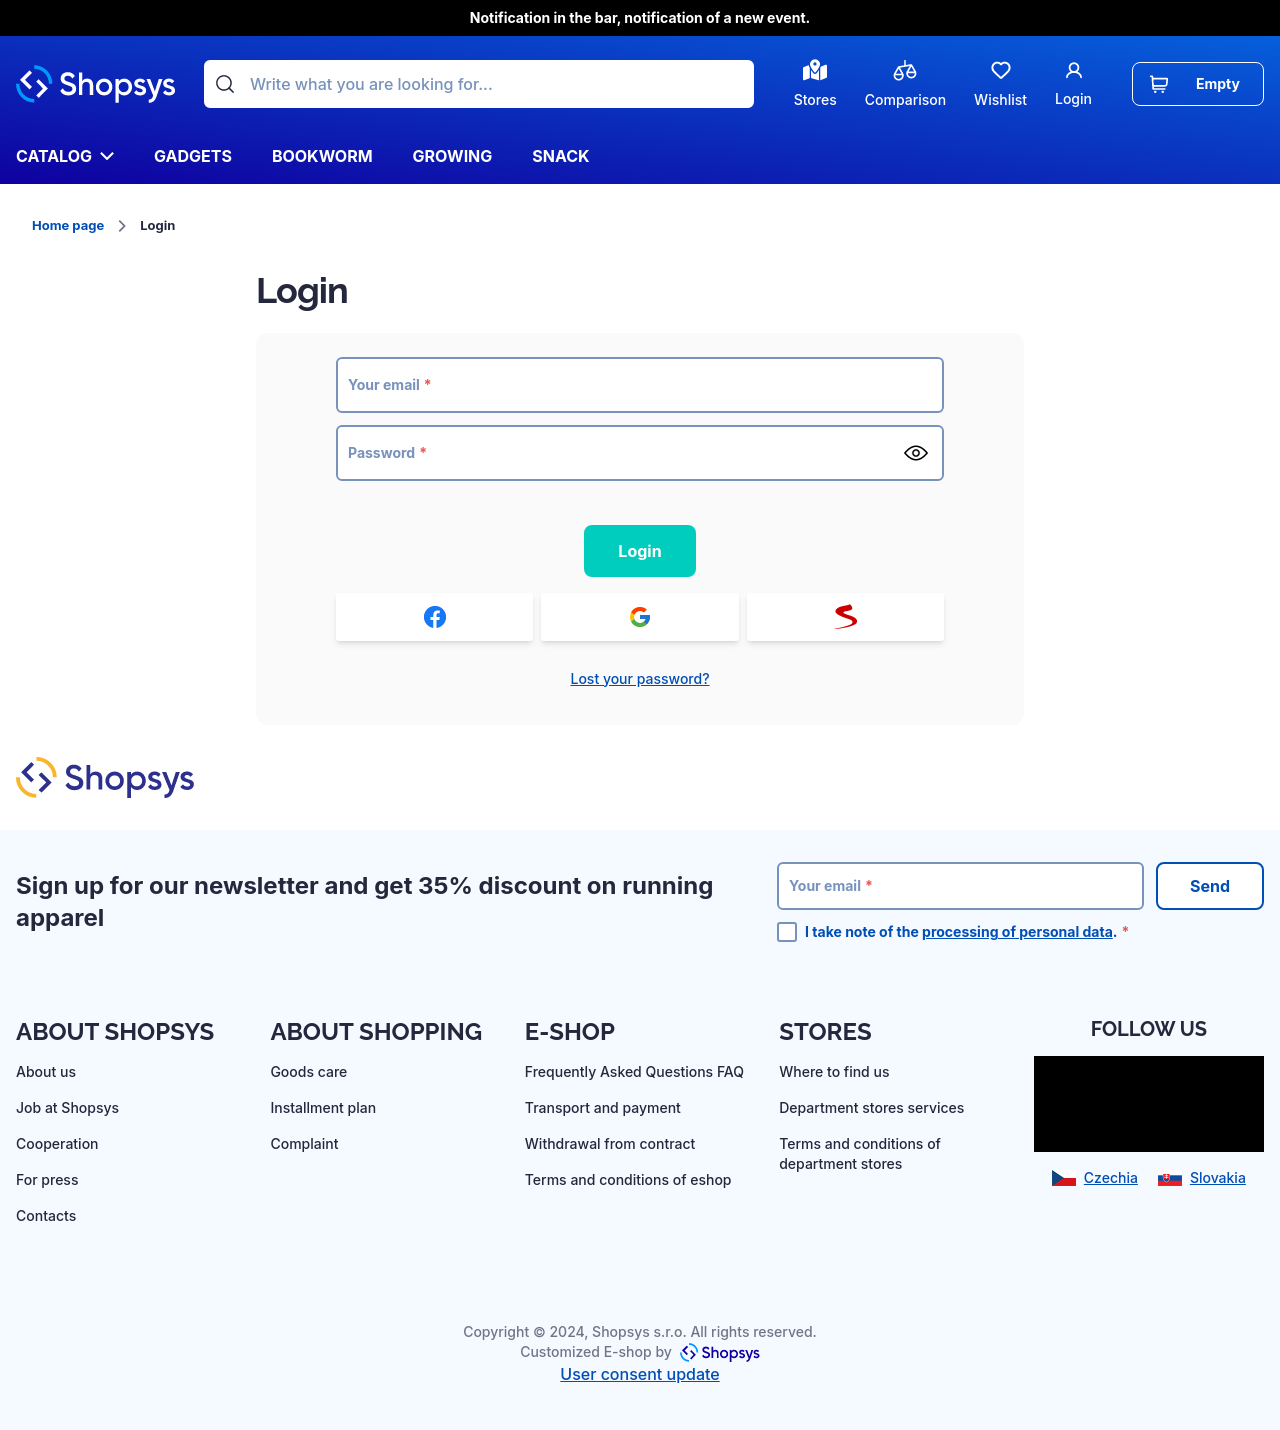 Notification in the bar, notification of a new event.
Shopsys
Write what you are looking for...
Stores
Comparison
Wishlist
Login
Empty
CATALOG
GADGETS
BOOKWORM
GROWING
SNACK
Home page
Login
Login
Your email *
Password *
Login
Lost your password?
Shopsys
Sign up for our newsletter and get 35% discount on running
apparel
Your email *
Send
I take note of the processing of personal data. *
ABOUT SHOPSYS
About us
Job at Shopsys
Cooperation
For press
Contacts
ABOUT SHOPPING
Goods care
Installment plan
Complaint
E-SHOP
Frequently Asked Questions FAQ
Transport and payment
Withdrawal from contract
Terms and conditions of eshop
STORES
Where to find us
Department stores services
Terms and conditions of
department stores
FOLLOW US
Czechia
Slovakia
Copyright © 2024, Shopsys s.r.o. All rights reserved.
Customized E-shop by Shopsys
User consent update